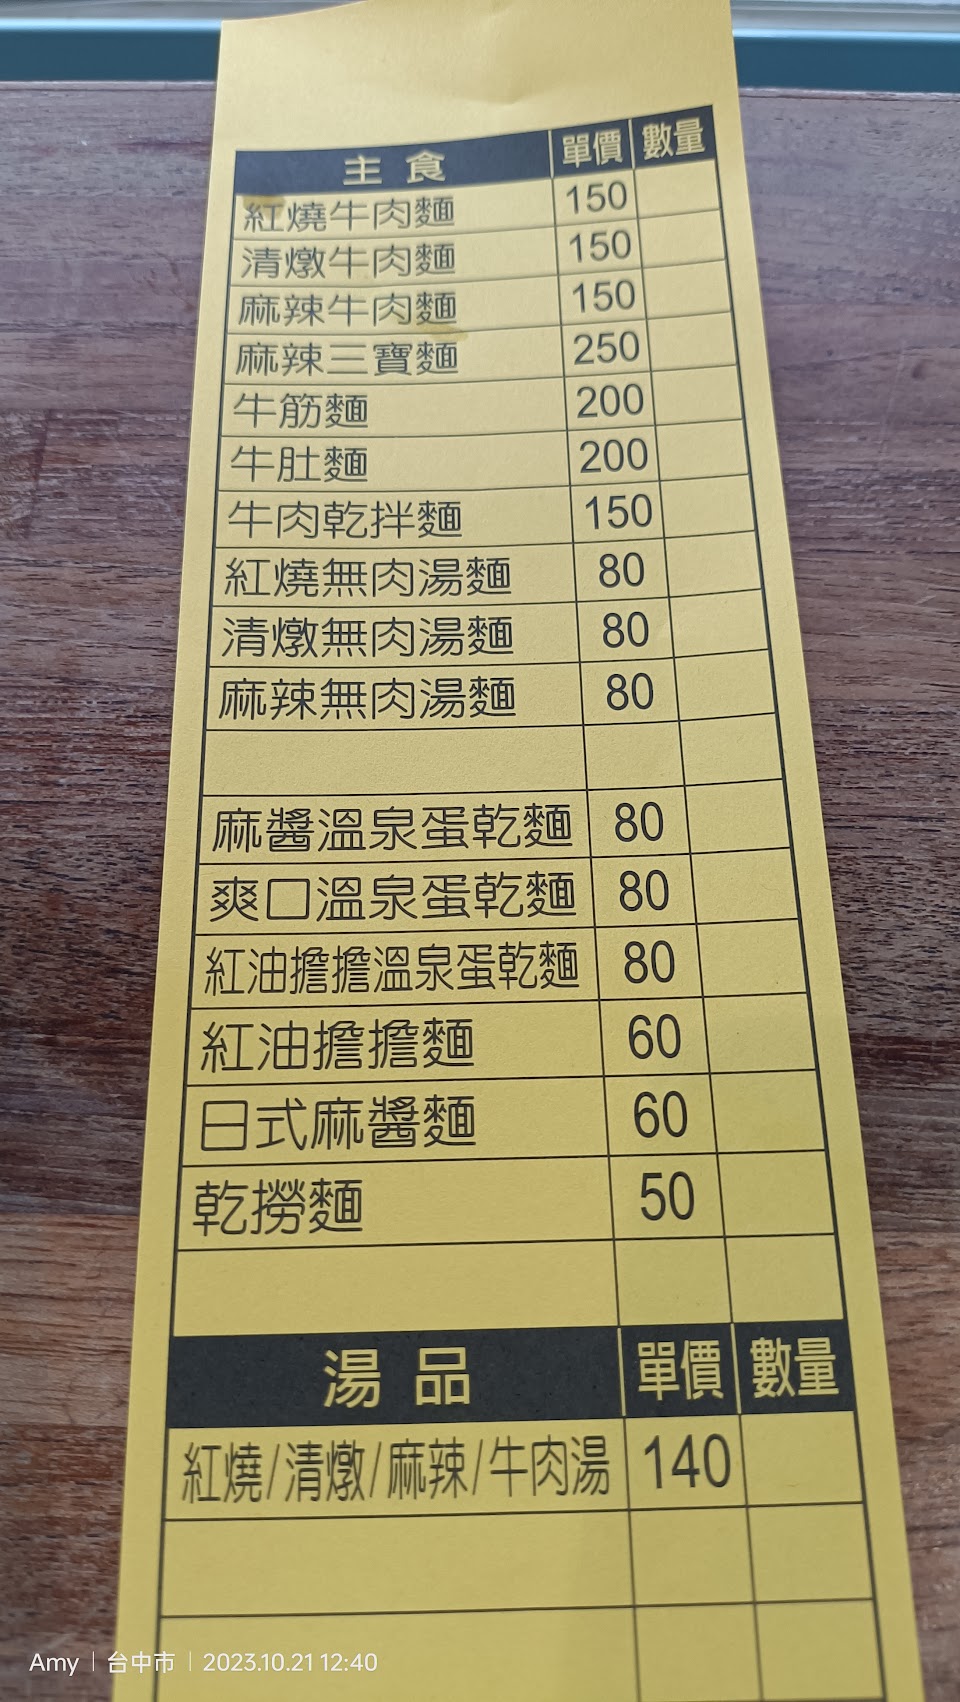 主食 單價 數量
紅燒牛肉麵 150
清燉牛肉麵 150
麻辣牛肉麵 150
麻辣三寶麵 250
牛筋麵 200
牛肚麵 200
牛肉乾拌麵 150
紅燒無肉湯麵 80
清燉無肉湯麵 80
麻辣無肉湯麵 80
麻醬溫泉蛋乾麵 80
爽口溫泉蛋乾麵 80
紅油擔擔溫泉蛋乾麵 80
紅油擔擔麵 60
日式麻醬麵 60
乾撈麵 50
湯品 單價 數量
紅燒/清燉/麻辣/牛肉湯 140
Amy | 台中市 | 2023.10.21 12:40